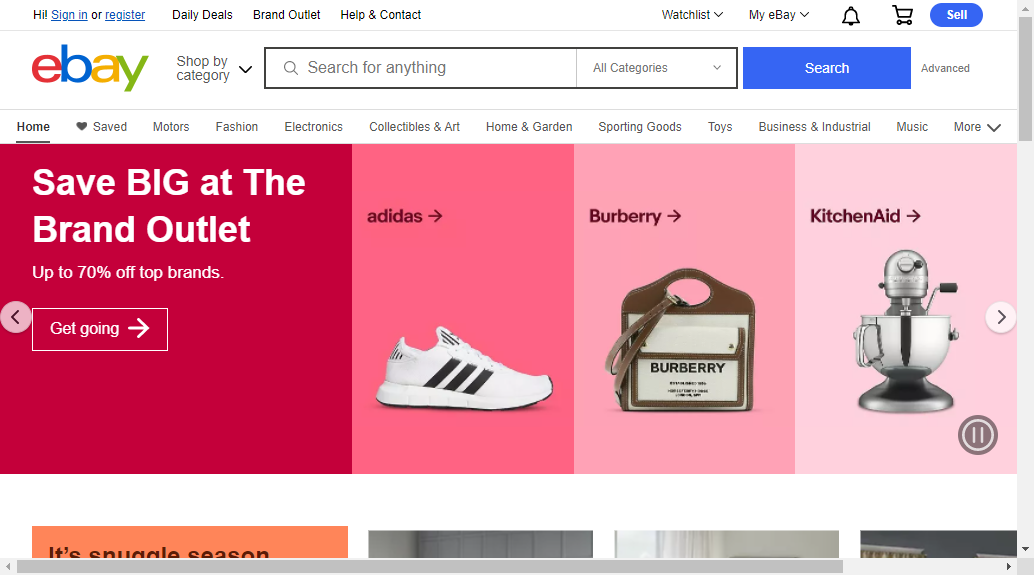 Hi! Sign in or register
Daily Deals
Brand Outlet
Help & Contact
Watchlist
My eBay
Sell
ebay
Shop by
category
Search for anything
All Categories
Search
Advanced
Home
Saved
Motors
Fashion
Electronics
Collectibles & Art
Home & Garden
Sporting Goods
Toys
Business & Industrial
Music
More
Save BIG at The
Brand Outlet
Up to 70% off top brands.
Get going
adidas
Burberry
KitchenAid
BURBERRY
It's snuggle season